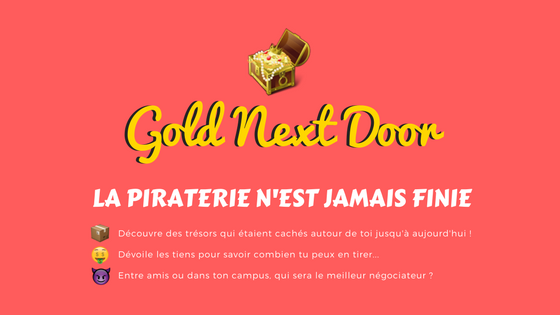 Gold Next Door
LA PIRATERIE N'EST JAMAIS FINIE
Découvre des trésors qui étaient cachés autour de toi jusqu'à aujourd'hui !
Dévoile les tiens pour savoir combien tu peux en tirer...
Entre amis ou dans ton campus, qui sera le meilleur négociateur ?